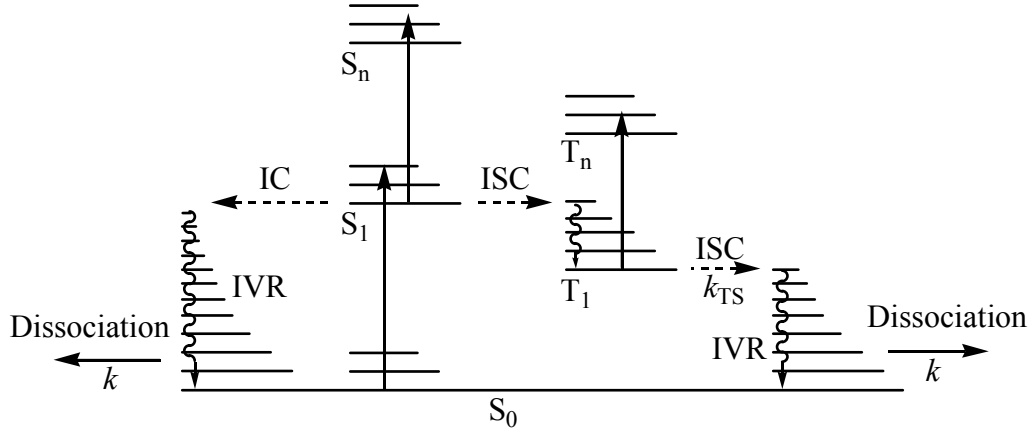 Sn
Tn
IC
ISC
S1
ISC
IVR
T1
kTS
Dissociation
Dissociation
IVR
k
k
S0